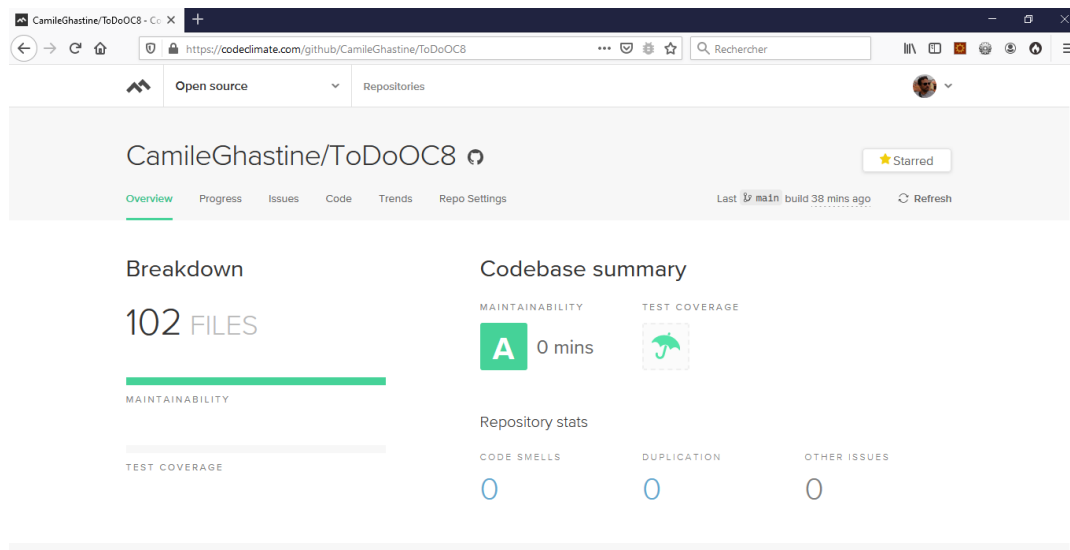 CamileGhastine/ToDoOC8 - Co
https://codeclimate.com/github/CamileGhastine/ToDoOC8
Rechercher
Open source
Repositories
CamileGhastine/ToDoOC8
Starred
Overview Progress Issues Code Trends Repo Settings
Last main build 38 mins ago Refresh
Breakdown
102 FILES
MAINTAINABILITY
TEST COVERAGE
Codebase summary
MAINTAINABILITY TEST COVERAGE
A 0 mins
Repository stats
CODE SMELLS DUPLICATION OTHER ISSUES
0 0 0